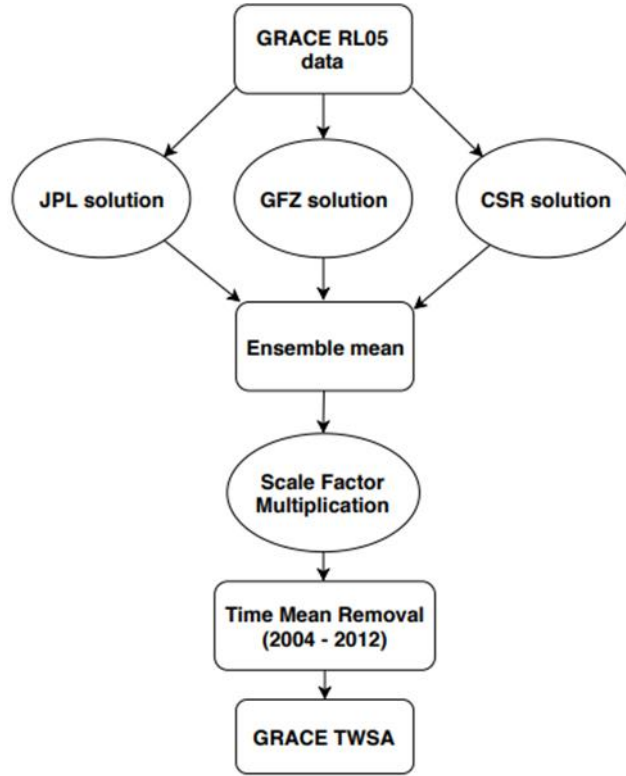 GRACE RL05
data
JPL solution
GFZ solution
CSR solution
Ensemble mean
Scale Factor
Multiplication
Time Mean Removal
(2004 - 2012)
GRACE TWSA